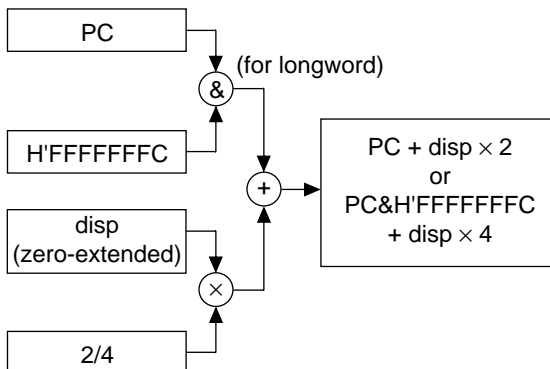 PC
&
(for longword)
H'FFFFFFFC
+
PC + disp × 2
or
PC&H'FFFFFFFC
+ disp × 4
disp
(zero-extended)
×
2/4